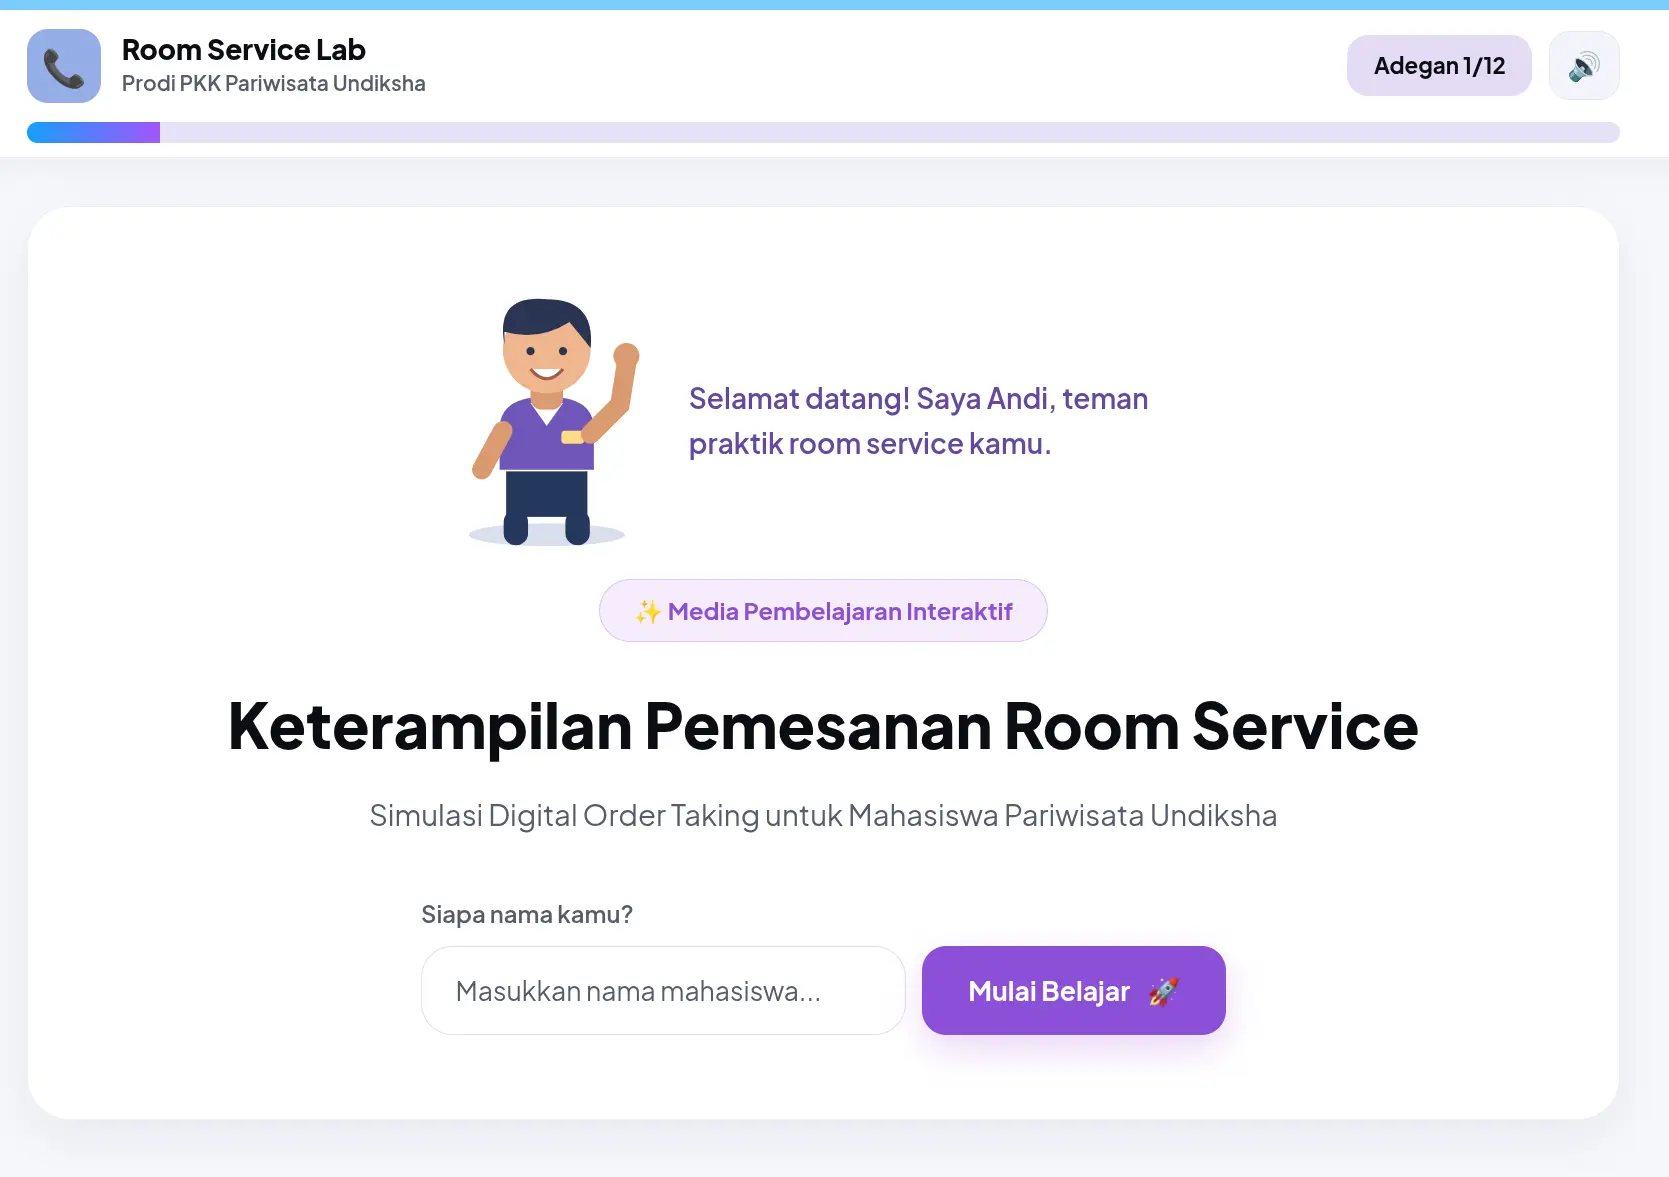 Room Service Lab
Prodi PKK Pariwisata Undiksha
Adegan 1/12
Selamat datang! Saya Andi, teman
praktik room service kamu.
✨ Media Pembelajaran Interaktif
Keterampilan Pemesanan Room Service
Simulasi Digital Order Taking untuk Mahasiswa Pariwisata Undiksha
Siapa nama kamu?
Masukkan nama mahasiswa...
Mulai Belajar 🚀